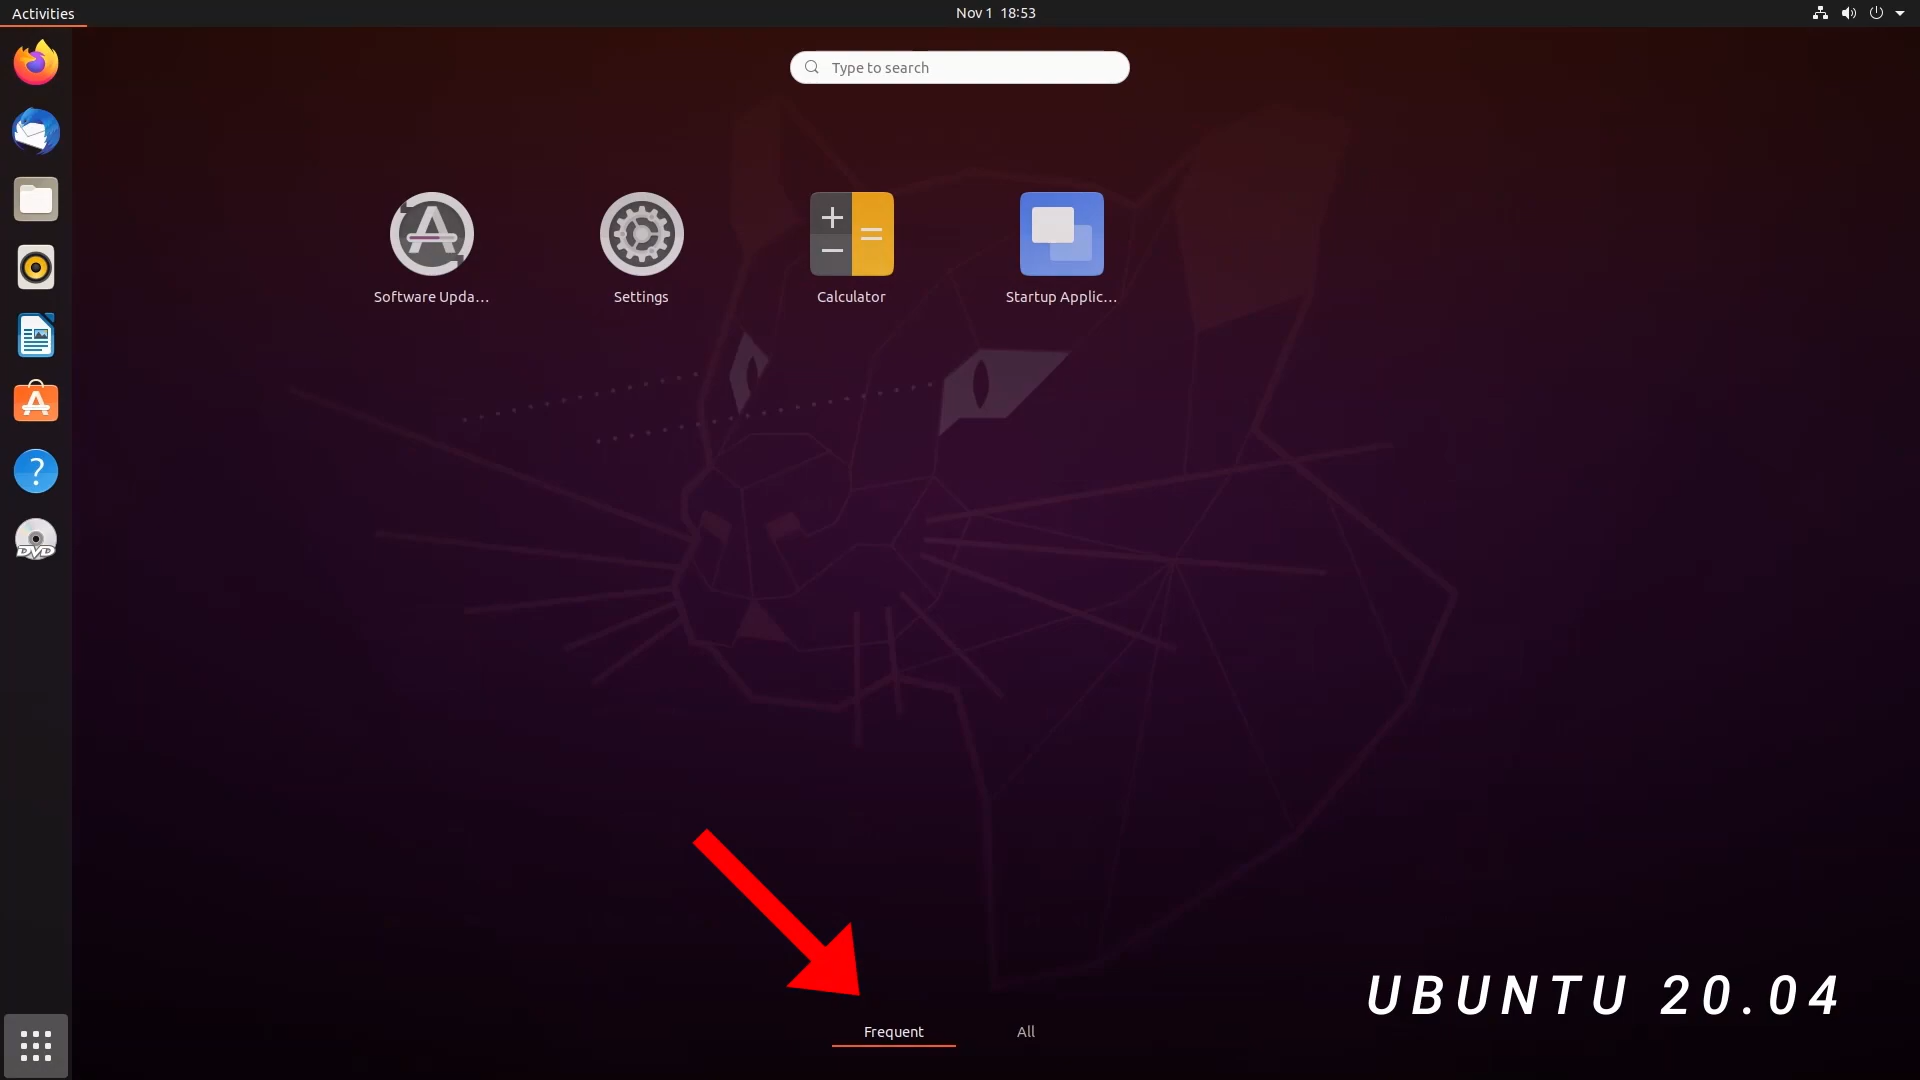 Activities
Nov 1 18:53
Type to search
Software Upda...
Settings
Calculator
Startup Applic...
DVD
UBUNTU 20.04
Frequent
All